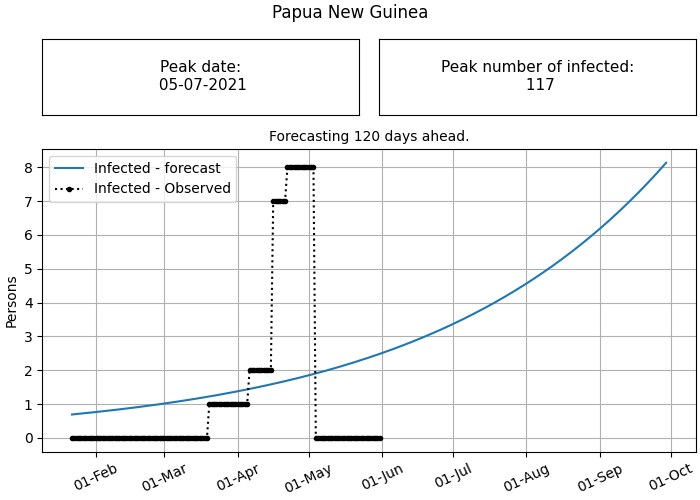 Papua New Guinea
Peak date:
05-07-2021
Peak number of infected:
117
Forecasting 120 days ahead.
Infected - forecast
Infected - Observed
Persons
8
7
6
5
4
3
2
1
0
01-Feb
01-Mar
01-Apr
01-May
01-Jun
01-Jul
01-Aug
01-Sep
01-Oct